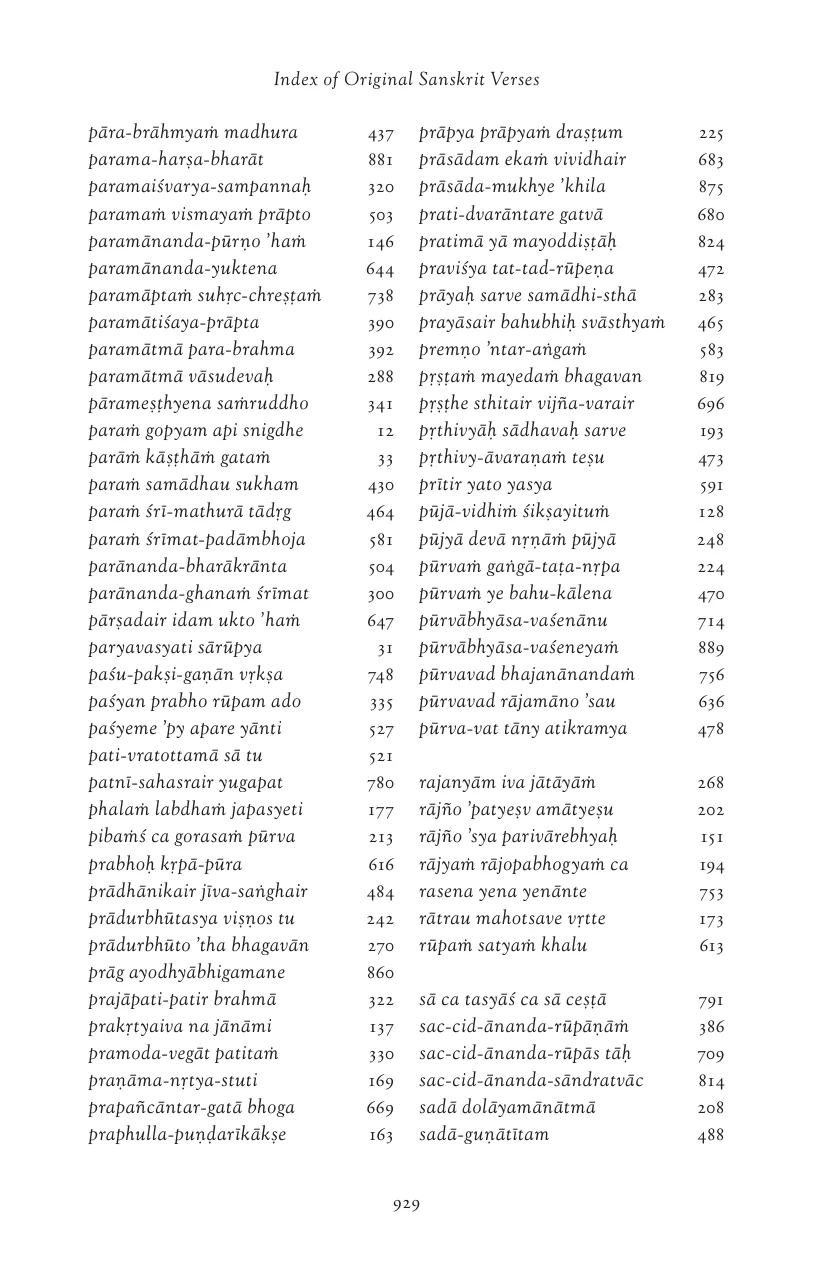 Index of Original Sanskrit Verses
pāra-brāhmyaṁ madhura 437
parama-harṣa-bharāt 881
paramaiśvarya-sampannaḥ 320
paramaṁ vismayaṁ prāpto 503
paramānanda-pūrṇo ’haṁ 146
paramānanda-yuktena 644
paramāptaṁ suhṛc-chreṣṭaṁ 738
paramātiśaya-prāpta 390
paramātmā para-brahma 392
paramātmā vāsudevaḥ 288
pārameṣṭhyena saṁruddho 341
paraṁ gopyam api snigdhe 12
parāṁ kāṣṭhāṁ gataṁ 33
paraṁ samādhau sukham 430
paraṁ śrī-mathurā tādṛg 464
paraṁ śrīmat-padāmbhoja 581
parānanda-bharākrānta 504
parānanda-ghanaṁ śrīmat 300
pārṣadair idam ukto ’haṁ 647
paryavasyati sārūpya 31
paśu-pakṣi-gaṇān vṛkṣa 748
paśyan prabho rūpam ado 335
paśyeme ’py apare yānti 527
pati-vratottamā sā tu 521
patnī-sahasrair yugapat 780
phalaṁ labdhaṁ japasyeti 177
pibaṁś ca gorasaṁ pūrva 213
prabhoḥ kṛpā-pūra 616
prādhānikair jīva-saṅghair 484
prādurbhūtasya viṣṇos tu 242
prādurbhūto ’tha bhagavān 270
prāg ayodhyābhigamane 860
prajāpati-patir brahmā 322
prakṛtyaiva na jānāmi 137
pramoda-vegāt patitaṁ 330
praṇāma-nṛtya-stuti 169
prapañcāntar-gatā bhoga 669
praphulla-puṇḍarīkākṣe 163
prāpya prāpyaṁ draṣṭum 225
prāsādam ekaṁ vividhair 683
prāsāda-mukhye ’khila 875
prati-dvarāntare gatvā 680
pratimā yā mayoddiṣṭāḥ 824
praviśya tat-tad-rūpeṇa 472
prāyaḥ sarve samādhi-sthā 283
prayāsair bahubhiḥ svāsthyaṁ 465
premṇo ’ntar-aṅgaṁ 583
pṛṣṭaṁ mayedaṁ bhagavan 819
pṛṣṭhe sthitair vijña-varair 696
pṛthivyāḥ sādhavaḥ sarve 193
pṛthivy-āvaraṇaṁ teṣu 473
prītir yato yasya 591
pūjā-vidhiṁ śikṣayituṁ 128
pūjyā devā nṛṇāṁ pūjyā 248
pūrvaṁ gaṅgā-taṭa-nṛpa 224
pūrvaṁ ye bahu-kālena 470
pūrvābhyāsa-vaśenānu 714
pūrvābhyāsa-vaśeneyaṁ 889
pūrvavad bhajanānandaṁ 756
pūrvavad rājamāno ’sau 636
pūrva-vat tāny atikramya 478
rajanyām iva jātāyāṁ 268
rājño ’patyeṣv amātyeṣu 202
rājño ’sya parivārebhyaḥ 151
rājyaṁ rājopabhogyaṁ ca 194
rasena yena yenānte 753
rātrau mahotsave vṛtte 173
rūpaṁ satyaṁ khalu 613
sā ca tasyāś ca sā ceṣṭā 791
sac-cid-ānanda-rūpāṇāṁ 386
sac-cid-ānanda-rūpās tāḥ 709
sac-cid-ānanda-sāndratvāc 814
sadā dolāyamānātmā 208
sadā-guṇātītam 488
929